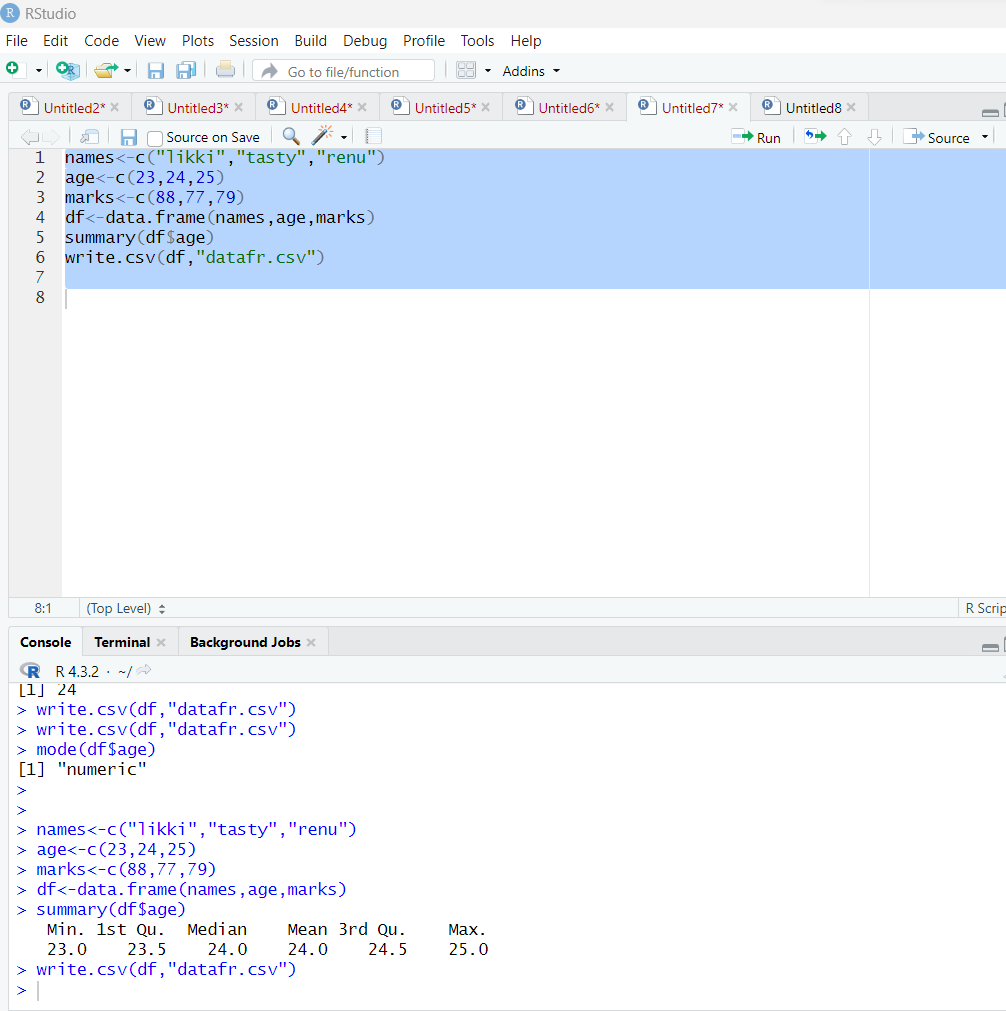 R RStudio
File Edit Code View Plots Session Build Debug Profile Tools Help
Go to file/function Addins
Untitled2* Untitled3* Untitled4* Untitled5* Untitled6* Untitled7* Untitled8
Source on Save Run Source
1 names<-c("likki","tasty","renu")
2 age<-c(23,24,25)
3 marks<-c(88,77,79)
4 df<-data.frame(names,age,marks)
5 summary(df$age)
6 write.csv(df,"datafr.csv")
7
8
8:1 (Top Level) R Scrip
Console Terminal Background Jobs
R R 4.3.2 · ~/
[1] 24
> write.csv(df,"datafr.csv")
> write.csv(df,"datafr.csv")
> mode(df$age)
[1] "numeric"
>
>
> names<-c("likki","tasty","renu")
> age<-c(23,24,25)
> marks<-c(88,77,79)
> df<-data.frame(names,age,marks)
> summary(df$age)
Min. 1st Qu. Median Mean 3rd Qu. Max.
23.0 23.5 24.0 24.0 24.5 25.0
> write.csv(df,"datafr.csv")
>